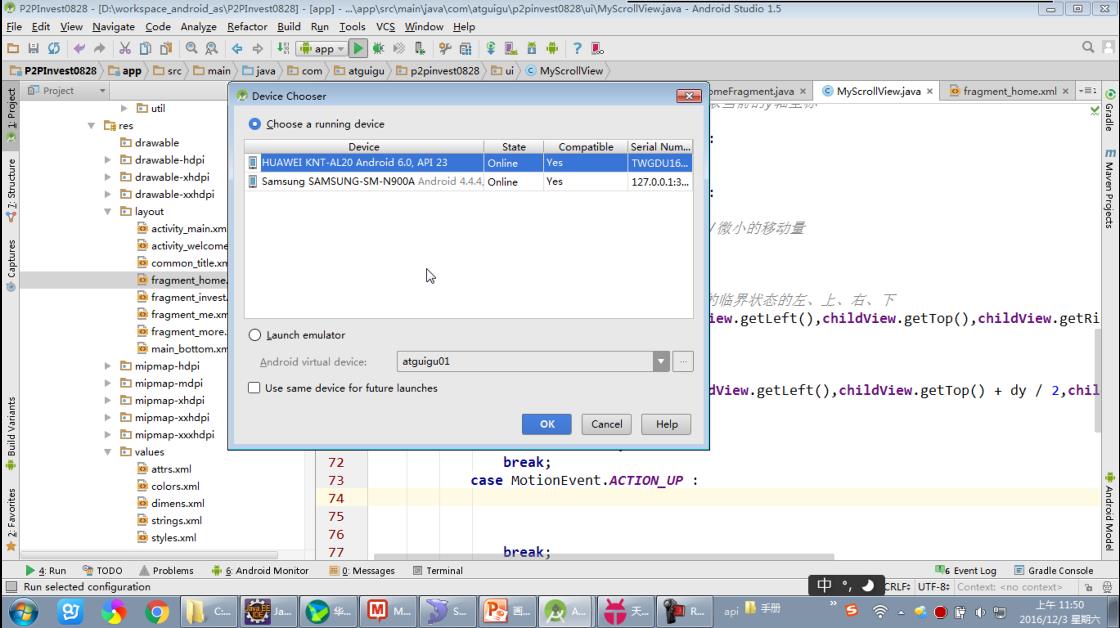 P2PInvest0828 - [D:\workspace_android_as\P2PInvest0828] - [app] - ...\app\src\main\java\com\atguigu\p2pinvest0828\ui\MyScrollView.java - Android Studio 1.5
File Edit View Navigate Code Analyze Refactor Build Run Tools VCS Window Help
app
P2PInvest0828 app src main java com atguigu p2pinvest0828 ui MyScrollView
Project
omeFragment.java MyScrollView.java fragment_home.xml
1: Project
7: Structure
Captures
Build Variants
2: Favorites
util
res
drawable
drawable-hdpi
drawable-xhdpi
drawable-xxhdpi
layout
activity_main.xm
activity_welcome
common_title.xm
fragment_home.
fragment_invest.
fragment_me.xm
fragment_more.
main_bottom.xm
mipmap-hdpi
mipmap-mdpi
mipmap-xhdpi
mipmap-xxhdpi
mipmap-xxxhdpi
values
attrs.xml
colors.xml
dimens.xml
strings.xml
styles.xml
Device Chooser
Choose a running device
Device State Compatible Serial Num...
HUAWEI KNT-AL20 Android 6.0, API 23 Online Yes TWGDU16...
Samsung SAMSUNG-SM-N900A Android 4.4.4, Online Yes 127.0.0.1:3...
Launch emulator
Android virtual device: atguigu01 ...
Use same device for future launches
OK Cancel Help
当前的y轴坐标
:
:
/微小的移动量
的临界状态的左、上、右、下
iew.getLeft(),childView.getTop(),childView.getRi
dView.getLeft(),childView.getTop() + dy / 2,chil
72 break;
73 case MotionEvent.ACTION_UP :
74
75
76
77 break;
Gradle
Maven Projects
Android Model
4: Run TODO Problems 6: Android Monitor 0: Messages Terminal 6 Event Log Gradle Console
Run selected configuration 中 °, CRLF÷ UTF-8÷ Context: <no context>
C... Ja... 华... M... S... 画... A... 天... R... api 手册 » 上午 11:50
2016/12/3 星期六